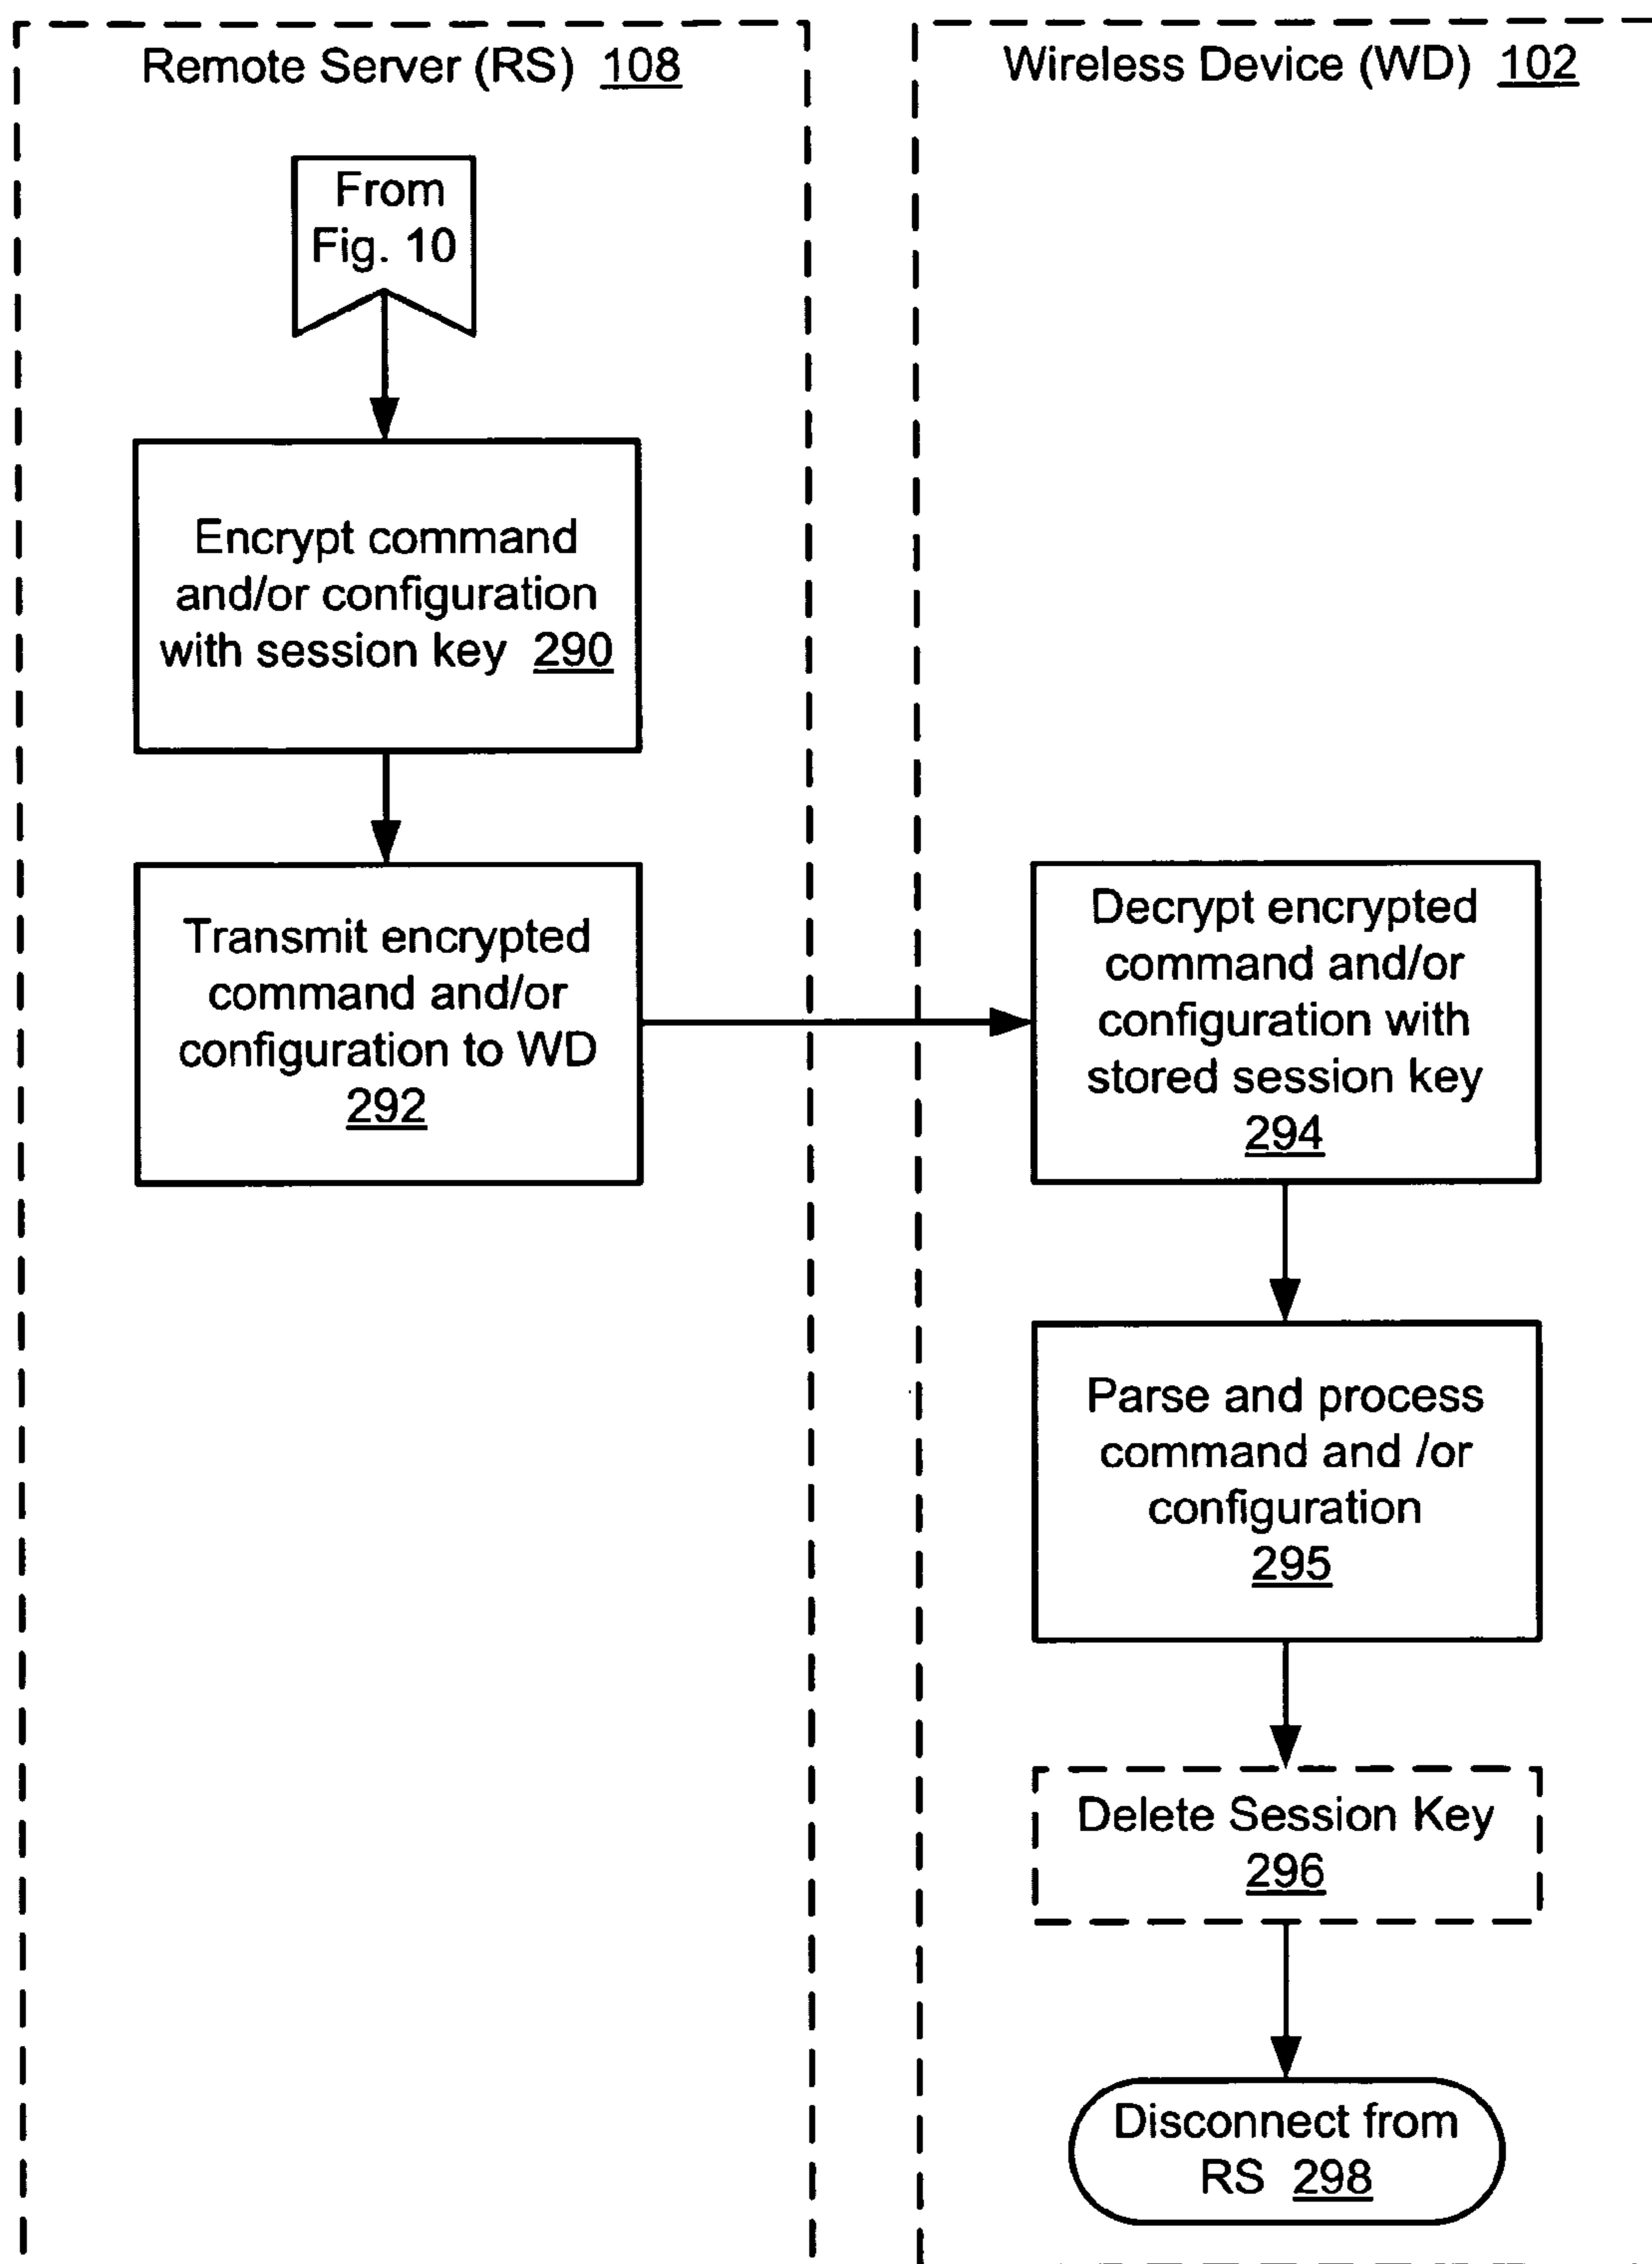 Remote Server (RS) 108
From
Fig. 10
Encrypt command
and/or configuration
with session key 290
Transmit encrypted
command and/or
configuration to WD
292
Wireless Device (WD) 102
Decrypt encrypted
command and/or
configuration with
stored session key
294
Parse and process
command and /or
configuration
295
Delete Session Key
296
Disconnect from
RS 298